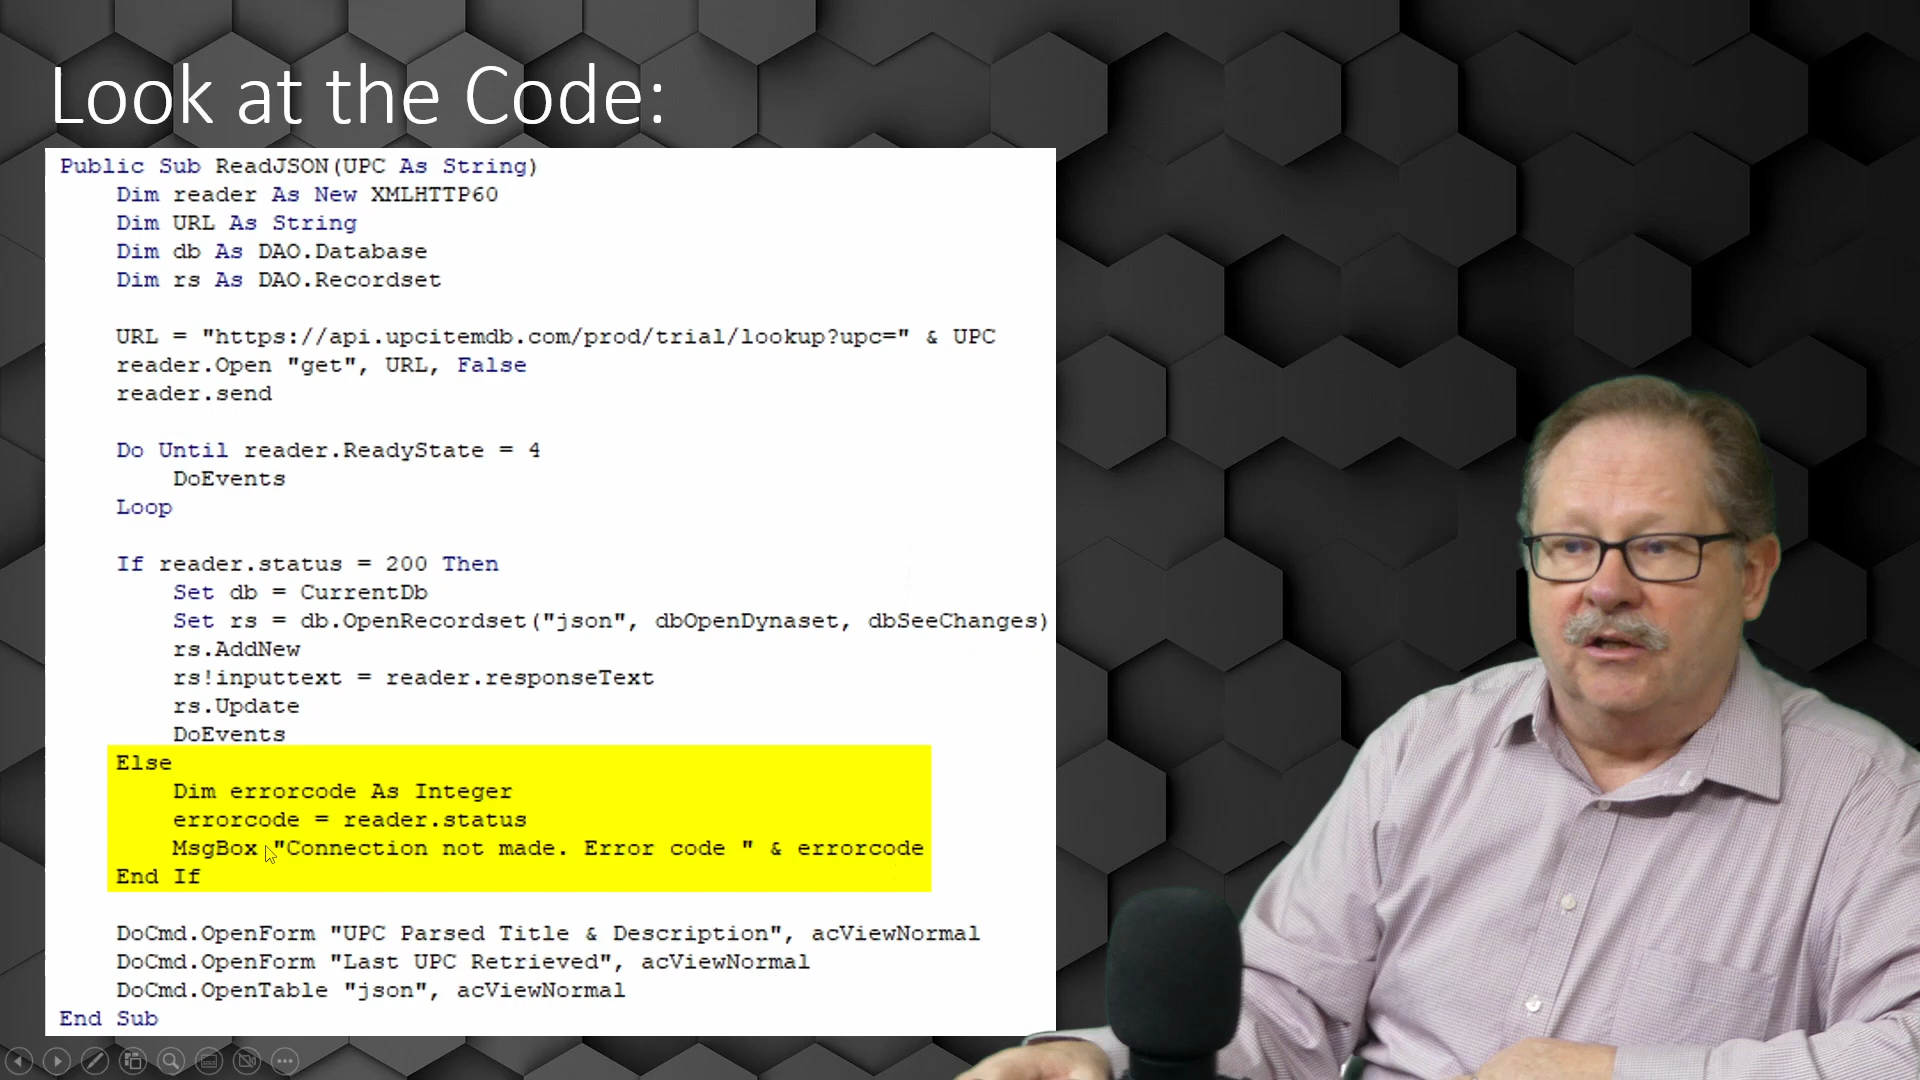 Look at the Code:
Public Sub ReadJSON(UPC As String)
Dim reader As New XMLHTTP60
Dim URL As String
Dim db As DAO.Database
Dim rs As DAO.Recordset
URL = "https://api.upcitemdb.com/prod/trial/lookup?upc=" & UPC
reader.Open "get", URL, False
reader.send
Do Until reader.ReadyState = 4
DoEvents
Loop
If reader.status = 200 Then
Set db = CurrentDb
Set rs = db.OpenRecordset("json", dbOpenDynaset, dbSeeChanges)
rs.AddNew
rs!inputtext = reader.responseText
rs.Update
DoEvents
Else
Dim errorcode As Integer
errorcode = reader.status
MsgBox "Connection not made. Error code " & errorcode
End If
DoCmd.OpenForm "UPC Parsed Title & Description", acViewNormal
DoCmd.OpenForm "Last UPC Retrieved", acViewNormal
DoCmd.OpenTable "json", acViewNormal
End Sub